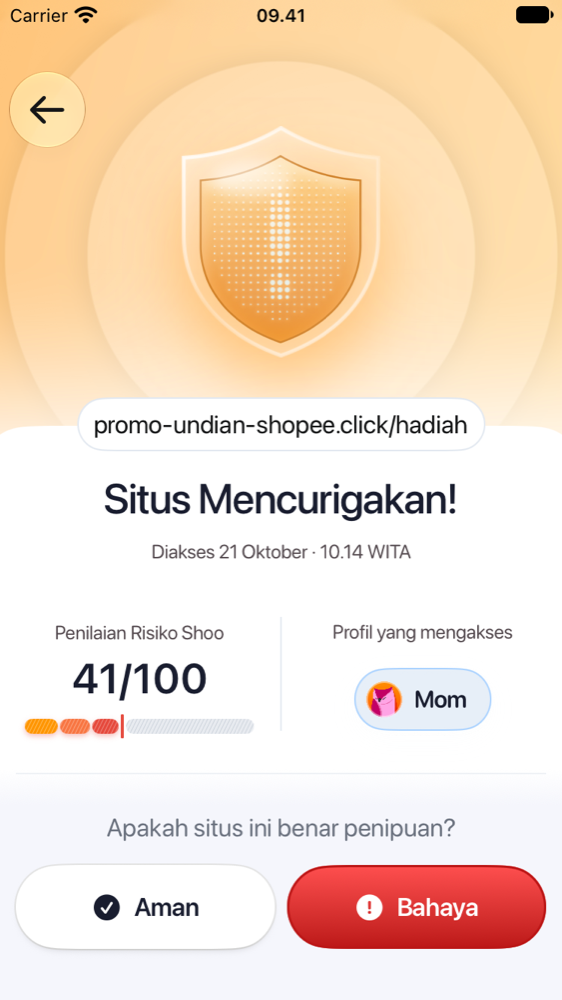 Carrier 09.41
promo-undian-shopee.click/hadiah
Situs Mencurigakan!
Diakses 21 Oktober · 10.14 WITA
Penilaian Risiko Shoo
41/100
Profil yang mengakses
Mom
Apakah situs ini benar penipuan?
Aman
Bahaya